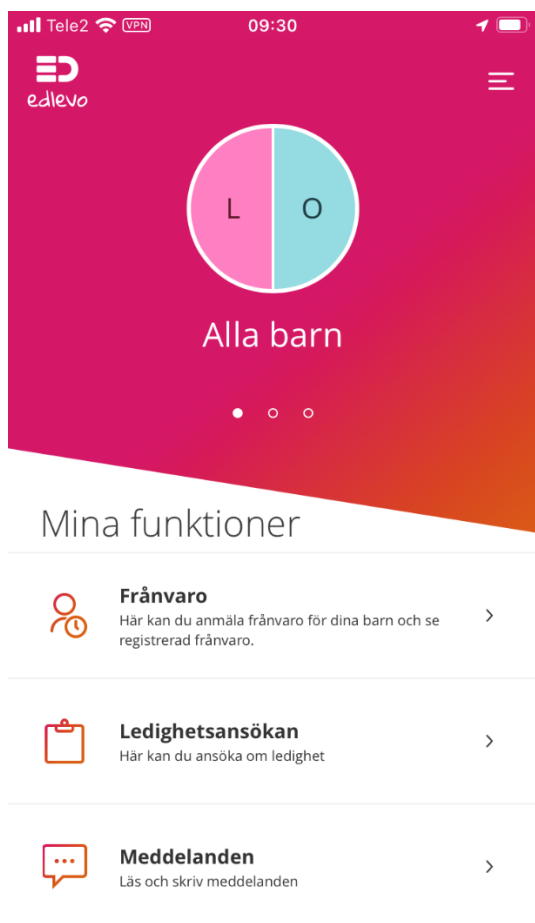 Tele2 VPN 09:30
edlevo
L O
Alla barn
Mina funktioner
Frånvaro
Här kan du anmäla frånvaro för dina barn och se
registrerad frånvaro.
Ledighetsansökan
Här kan du ansöka om ledighet
Meddelanden
Läs och skriv meddelanden